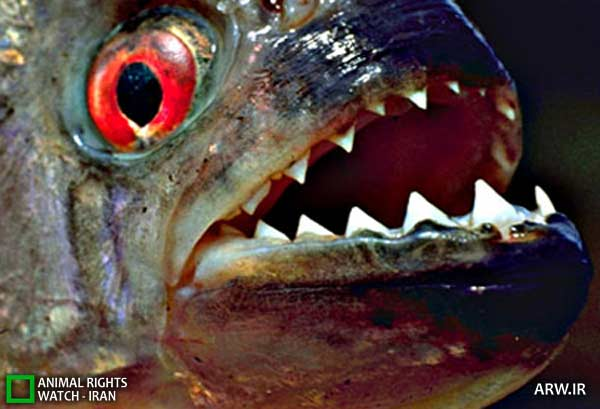 ANIMAL RIGHTS
WATCH - IRAN
ARW.IR